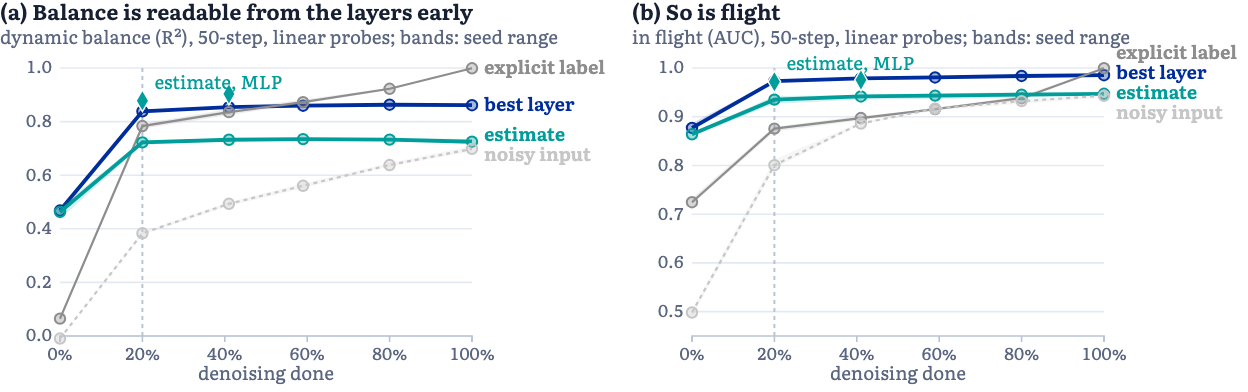 (a) Balance is readable from the layers early
dynamic balance (R²), 50-step, linear probes; bands: seed range
1.0
0.8
0.6
0.4
0.2
0.0
estimate, MLP
explicit label
best layer
estimate
noisy input
0%
20%
40%
60%
80%
100%
denoising done
(b) So is flight
in flight (AUC), 50-step, linear probes; bands: seed range
1.0
0.9
0.8
0.7
0.6
0.5
estimate, MLP
explicit label
best layer
estimate
noisy input
0%
20%
40%
60%
80%
100%
denoising done